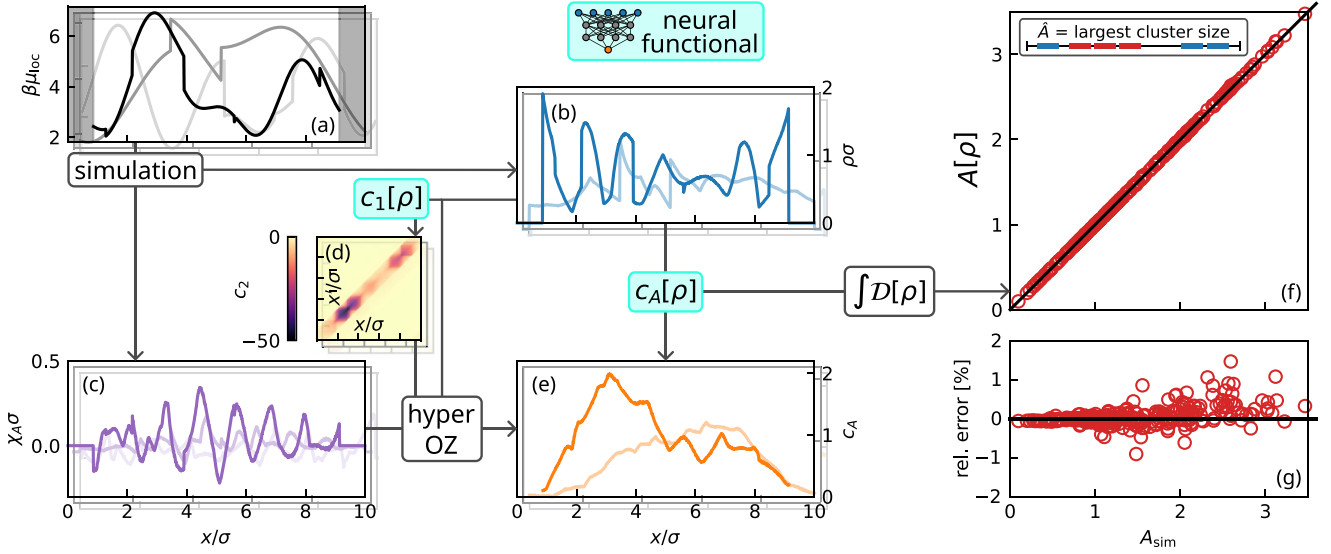 6
4
2
βμ_loc
(a)
neural
functional
simulation
c₁[ρ]
(b)
2
1
0
ρσ
0
c₂
−50
(d)
x'/σ
x/σ
c_A[ρ]
∫𝒟[ρ]
0.5
0.0
χ_Aσ
(c)
0 2 4 6 8 10
x/σ
hyper
OZ
(e)
2
1
0
c_A
0 2 4 6 8 10
x/σ
Â = largest cluster size
3
2
1
0
A[ρ]
(f)
2
1
0
−1
−2
rel. error [%]
(g)
0 1 2 3
A_sim